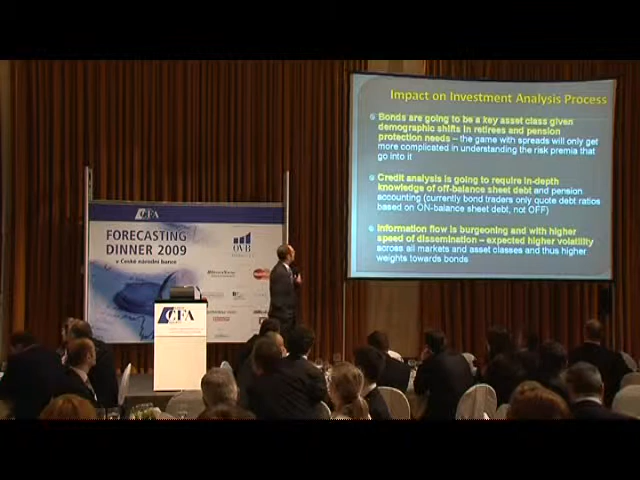 Impact on Investment Analysis Process
Bonds are going to be a key asset class given
demographic shifts in retirees and pension
protection needs – the game with spreads will only get
more complicated in understanding the risk premia that
go into it
Credit analysis is going to require in-depth
knowledge of off-balance sheet debt and pension
accounting (currently bond traders only quote debt ratios
based on ON-balance sheet debt, not OFF)
Information flow is burgeoning and with higher
speed of dissemination – expected higher volatility
across all markets and asset classes and thus higher
weights towards bonds
CFA
FORECASTING
DINNER 2009
v České národní bance
OVB
CFA